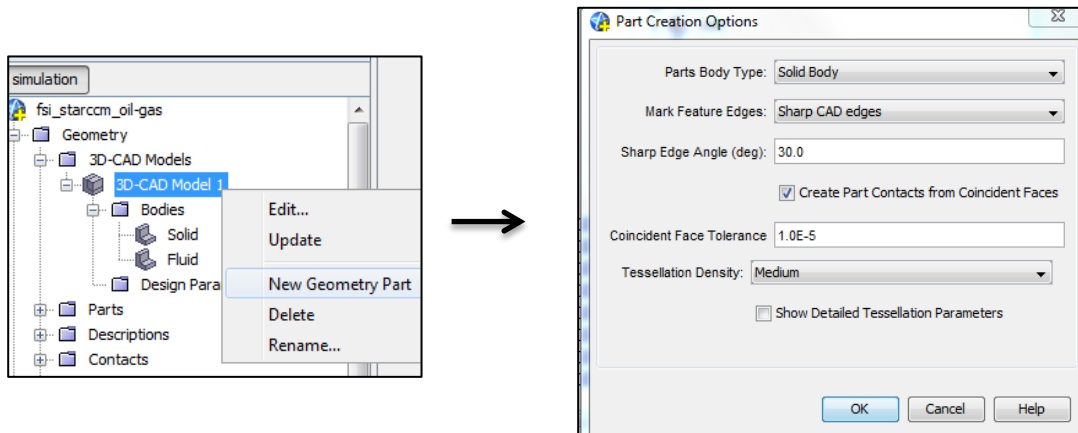 simulation
fsi_starccm_oil-gas
Geometry
3D-CAD Models
3D-CAD Model 1
Bodies
Solid
Fluid
Design Para
Parts
Descriptions
Contacts
Edit...
Update
New Geometry Part
Delete
Rename...
Part Creation Options
Parts Body Type: Solid Body
Mark Feature Edges: Sharp CAD edges
Sharp Edge Angle (deg): 30.0
Create Part Contacts from Coincident Faces
Coincident Face Tolerance 1.0E-5
Tessellation Density: Medium
Show Detailed Tessellation Parameters
OK Cancel Help